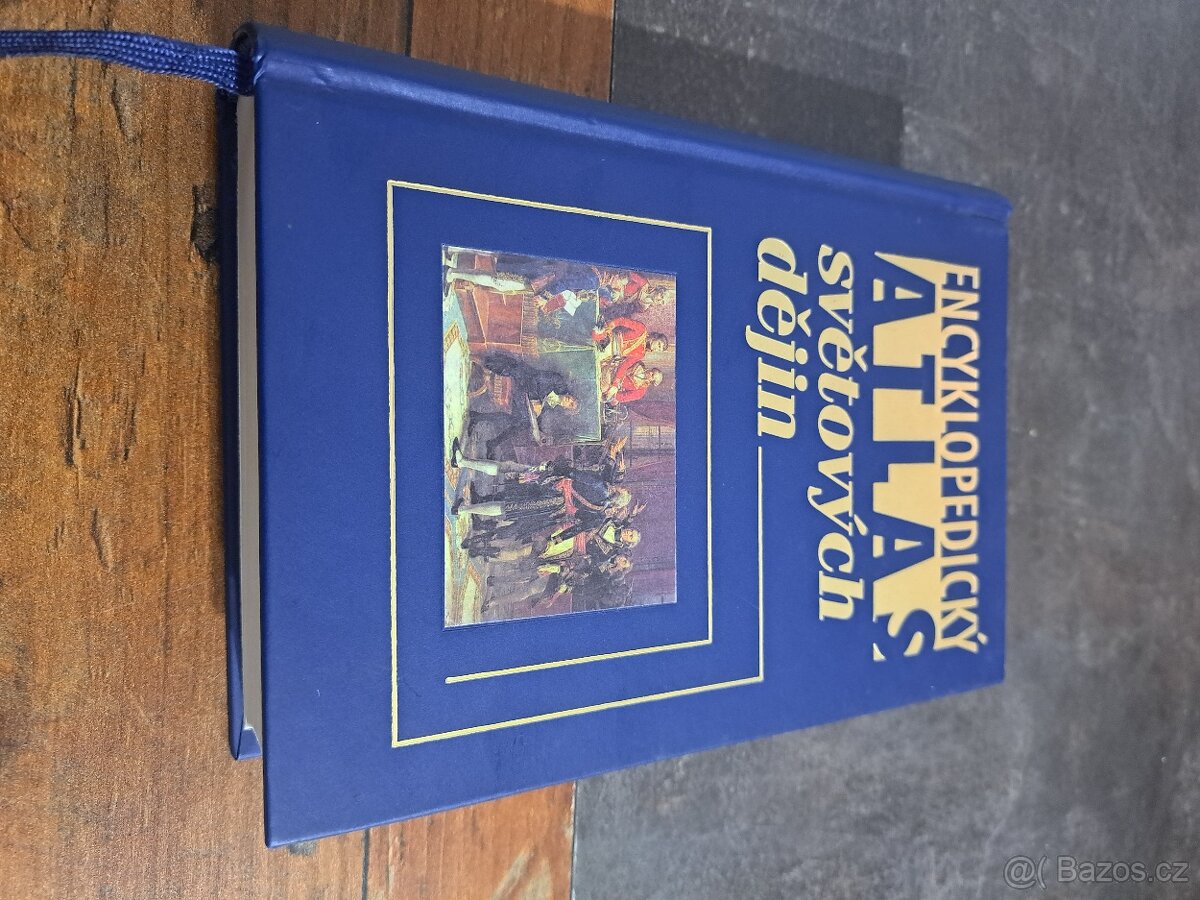 ENCYKLOPEDICKÝ
ATLAS
světových
dějin
@( Bazos.cz